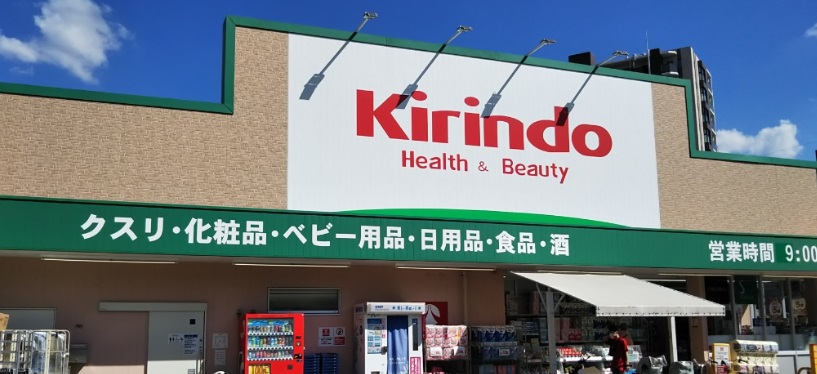 Kirindo
Health & Beauty
クスリ・化粧品・ベビー用品・日用品・食品・酒
営業時間 9:00